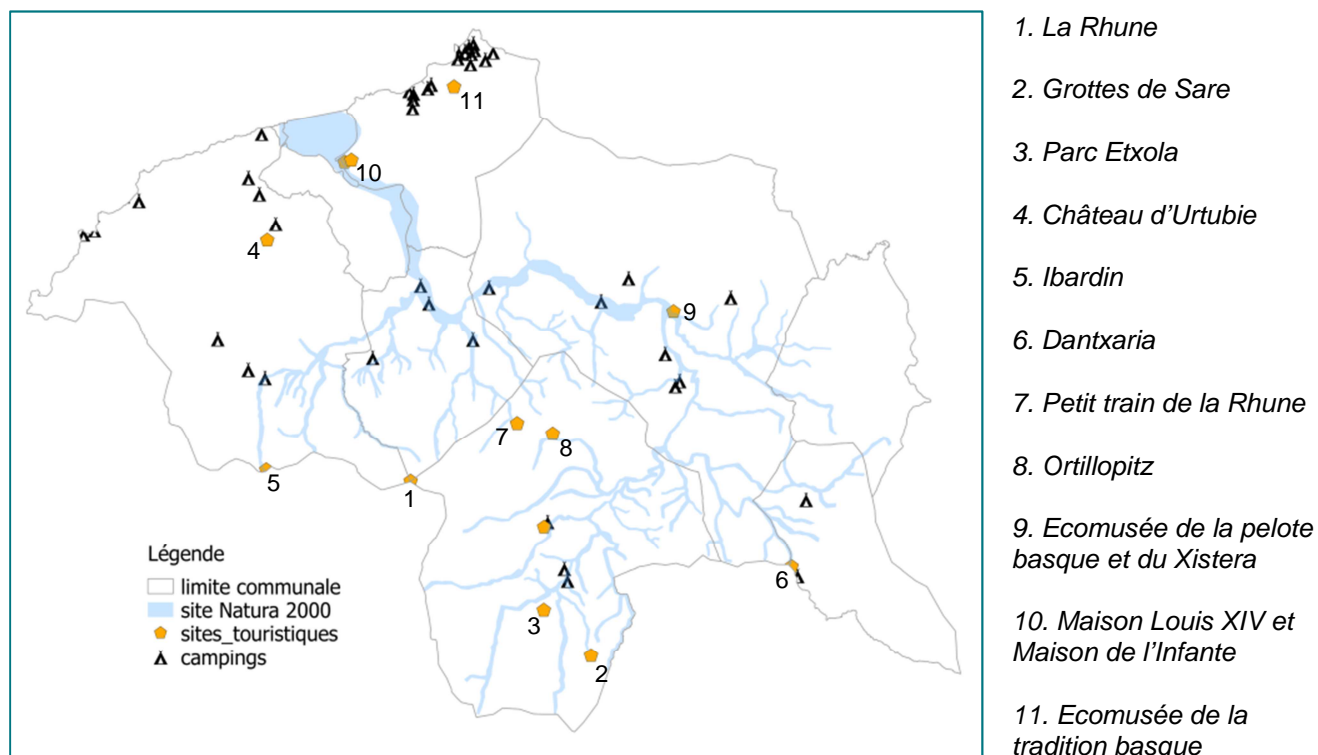 11
10
4
9
7
8
5
1
6
3
2
Légende
limite communale
site Natura 2000
sites_touristiques
campings
1. La Rhune
2. Grottes de Sare
3. Parc Etxola
4. Château d'Urtubie
5. Ibardin
6. Dantxaria
7. Petit train de la Rhune
8. Ortillopitz
9. Ecomusée de la pelote
basque et du Xistera
10. Maison Louis XIV et
Maison de l'Infante
11. Ecomusée de la
tradition basque